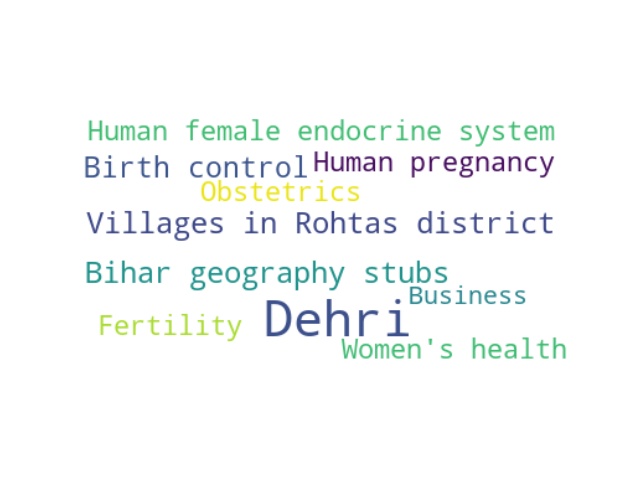 Human female endocrine system
Birth control
Human pregnancy
Obstetrics
Villages in Rohtas district
Bihar geography stubs
Business
Fertility
Dehri
Women's health